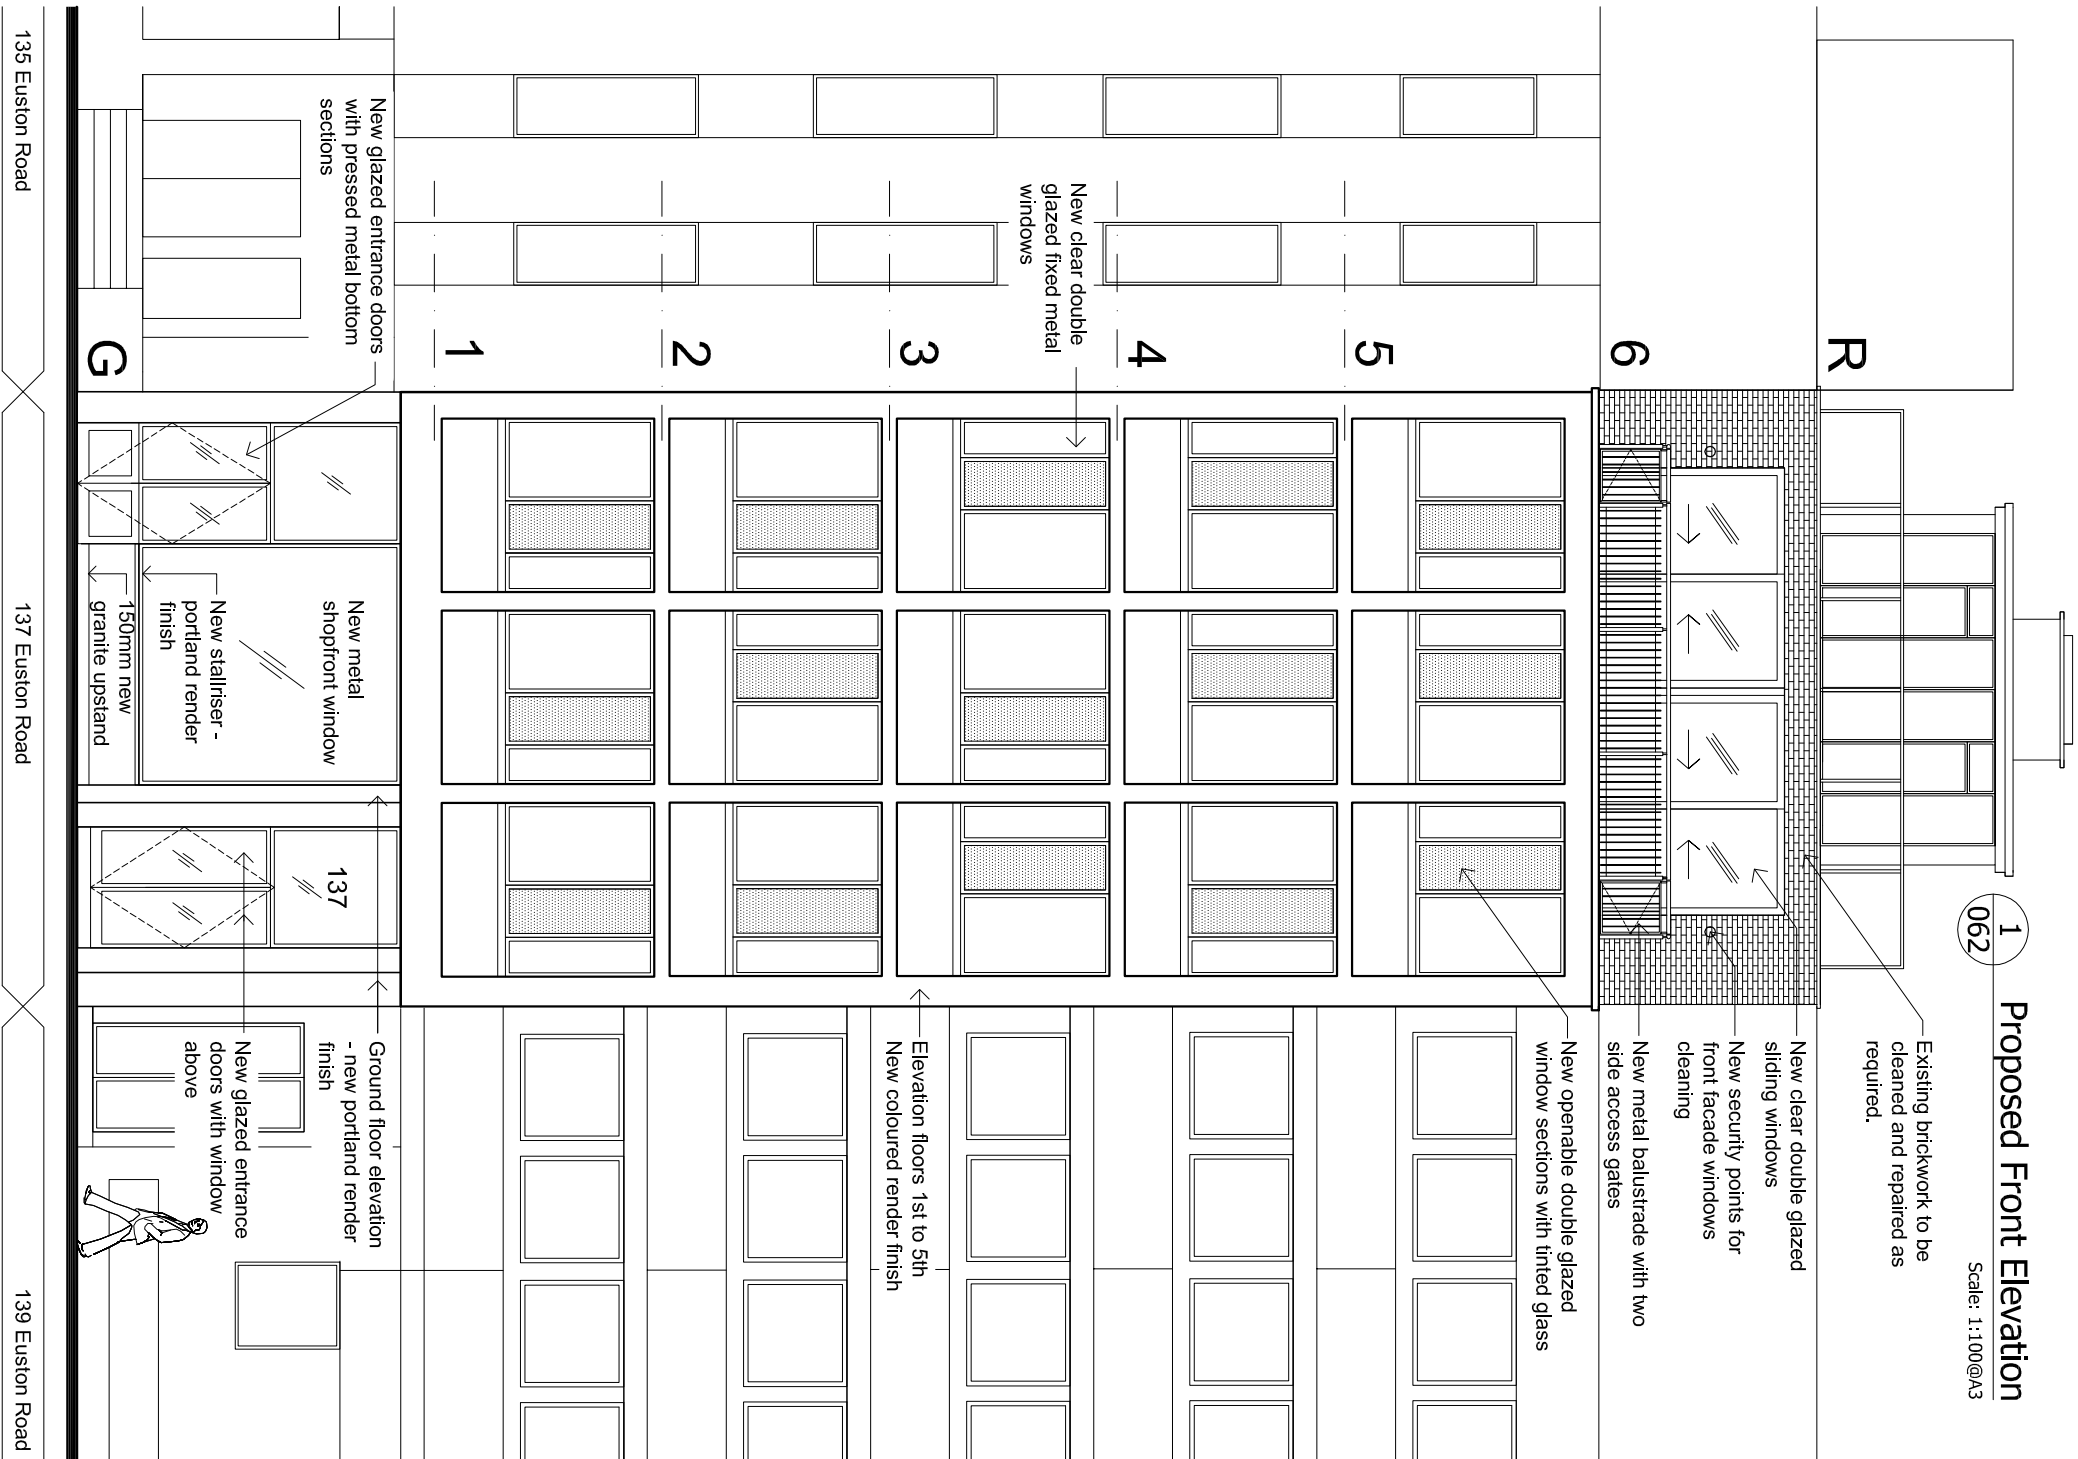 1
062
Proposed Front Elevation
Scale: 1:100@A3
Existing brickwork to be
cleaned and repaired as
required.
New clear double glazed
sliding windows
New security points for
front facade windows
cleaning
New metal balustrade with two
side access gates
New openable double glazed
window sections with tinted glass
Elevation floors 1st to 5th
New coloured render finish
Ground floor elevation
- new portland render
finish
New glazed entrance
doors with window
above
R
6
5
4
3
2
1
G
New clear double
glazed fixed metal
windows
New glazed entrance doors
with pressed metal bottom
sections
New metal
shopfront window
New stallriser -
portland render
finish
150mm new
granite upstand
137
135 Euston Road
137 Euston Road
139 Euston Road